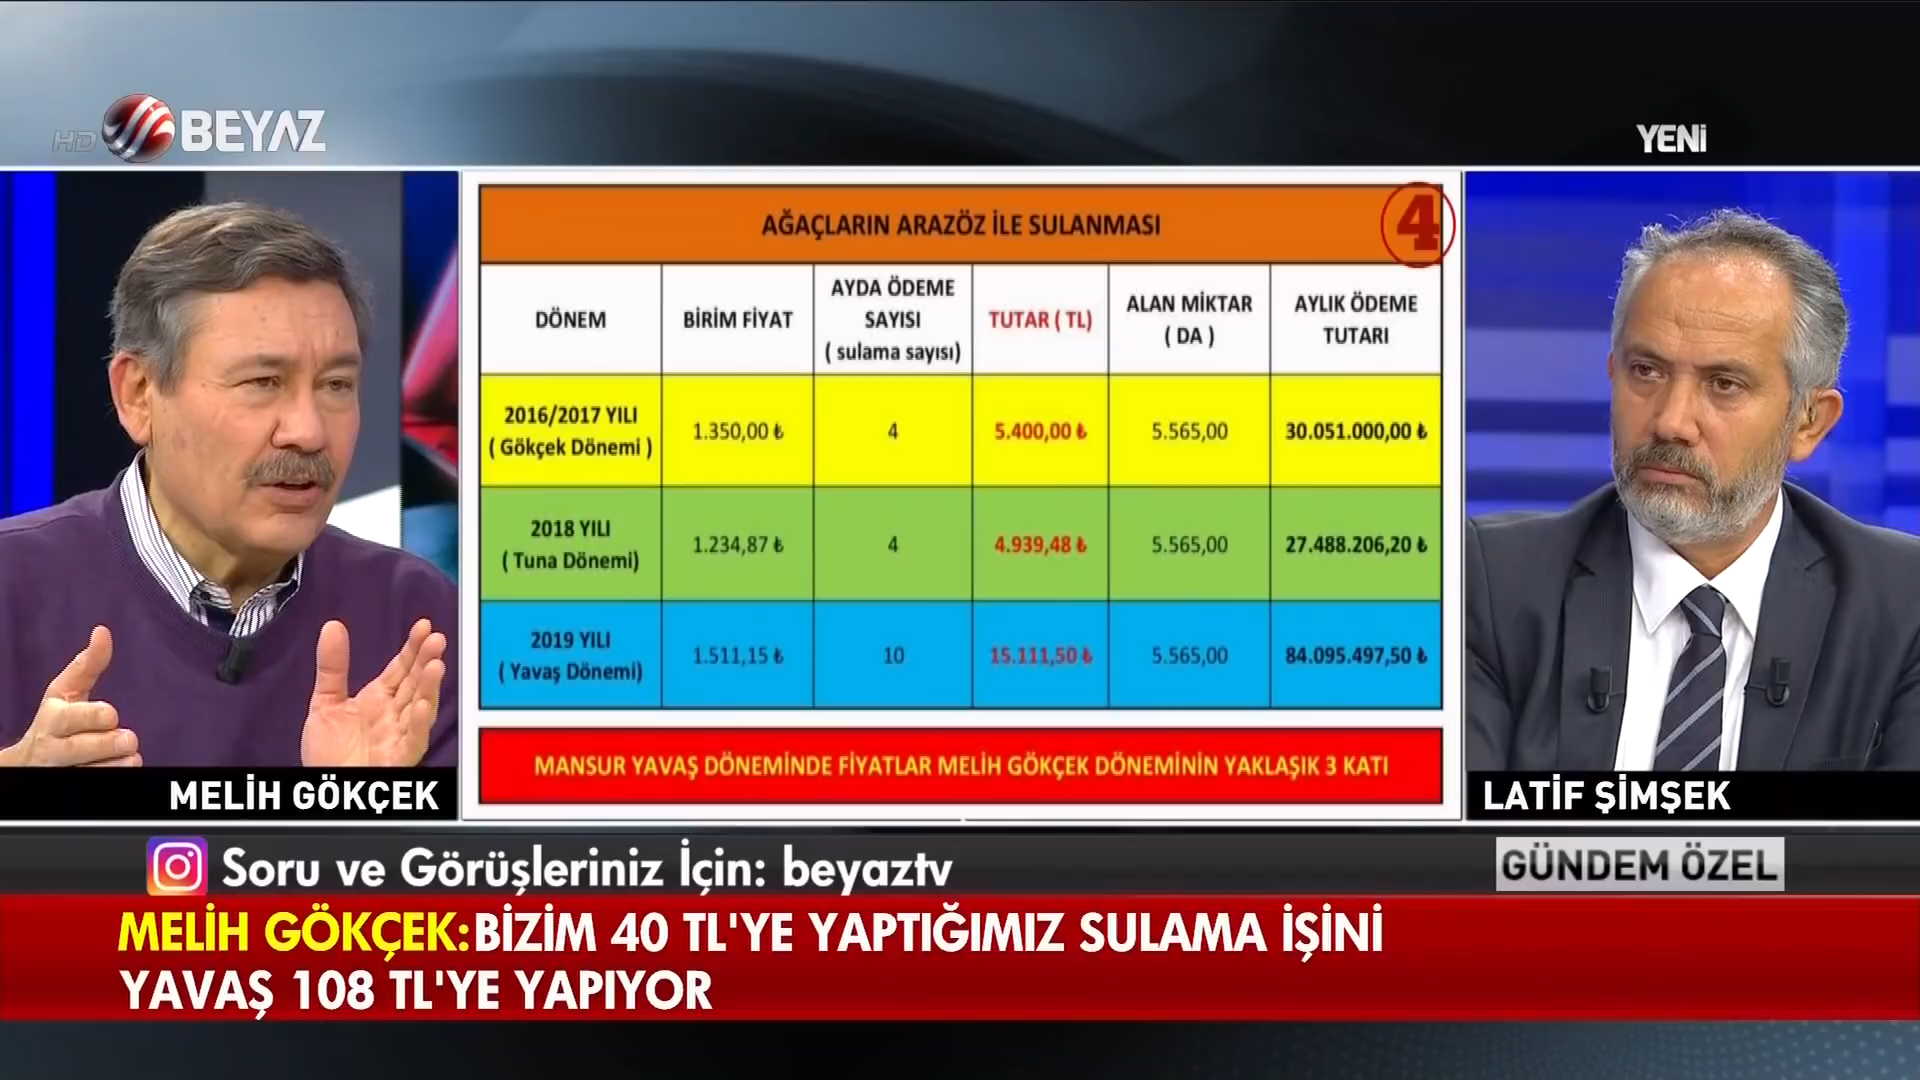 HD BEYAZ
YENİ
AĞAÇLARIN ARAZÖZ İLE SULANMASI
4
DÖNEM
BİRİM FİYAT
AYDA ÖDEME
SAYISI
( sulama sayısı)
TUTAR ( TL)
ALAN MİKTAR
( DA )
AYLIK ÖDEME
TUTARI
2016/2017 YILI
( Gökçek Dönemi )
1.350,00 ₺
4
5.400,00 ₺
5.565,00
30.051.000,00 ₺
2018 YILI
( Tuna Dönemi)
1.234,87 ₺
4
4.939,48 ₺
5.565,00
27.488.206,20 ₺
2019 YILI
( Yavaş Dönemi)
1.511,15 ₺
10
15.111,50 ₺
5.565,00
84.095.497,50 ₺
MANSUR YAVAŞ DÖNEMİNDE FİYATLAR MELİH GÖKÇEK DÖNEMİNİN YAKLAŞIK 3 KATI
MELİH GÖKÇEK
LATİF ŞİMŞEK
Soru ve Görüşleriniz İçin: beyaztv
GÜNDEM ÖZEL
MELİH GÖKÇEK:BİZİM 40 TL'YE YAPTIĞIMIZ SULAMA İŞİNİ
YAVAŞ 108 TL'YE YAPIYOR